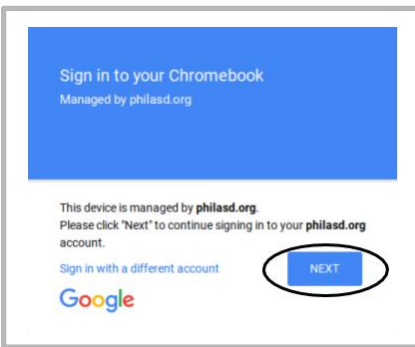 Sign in to your Chromebook
Managed by philasd.org
This device is managed by philasd.org.
Please click "Next" to continue signing in to your philasd.org
account.
Sign in with a different account
NEXT
Google